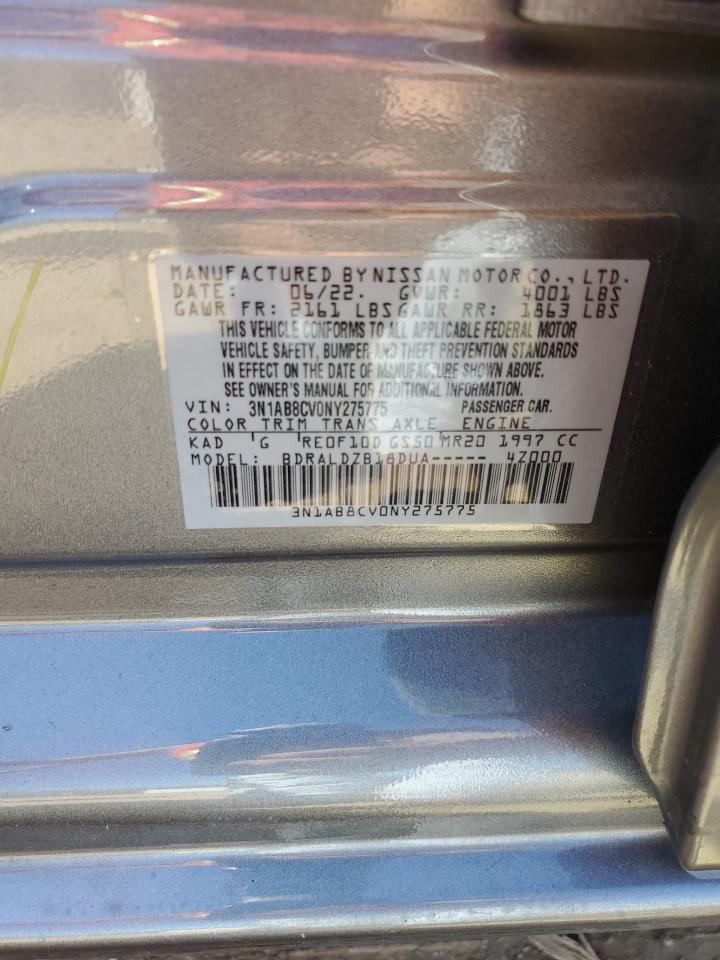 MANUFACTURED BY NISSAN MOTOR CO., LTD.
DATE: 06/22. GVWR: 4001 LBS
GAWR FR: 2161 LBS GAWR RR: 1863 LBS
THIS VEHICLE CONFORMS TO ALL APPLICABLE FEDERAL MOTOR
VEHICLE SAFETY, BUMPER AND THEFT PREVENTION STANDARDS
IN EFFECT ON THE DATE OF MANUFACTURE SHOWN ABOVE.
SEE OWNER'S MANUAL FOR ADDITIONAL INFORMATION.
VIN: 3N1AB8CV0NY275775 PASSENGER CAR.
COLOR TRIM TRANS AXLE ENGINE
KAD 'G 'RE0F10D GS50'MR20 1997 CC
MODEL: BDRALDZB18DUA----- 4Z000
3N1AB8CV0NY275775